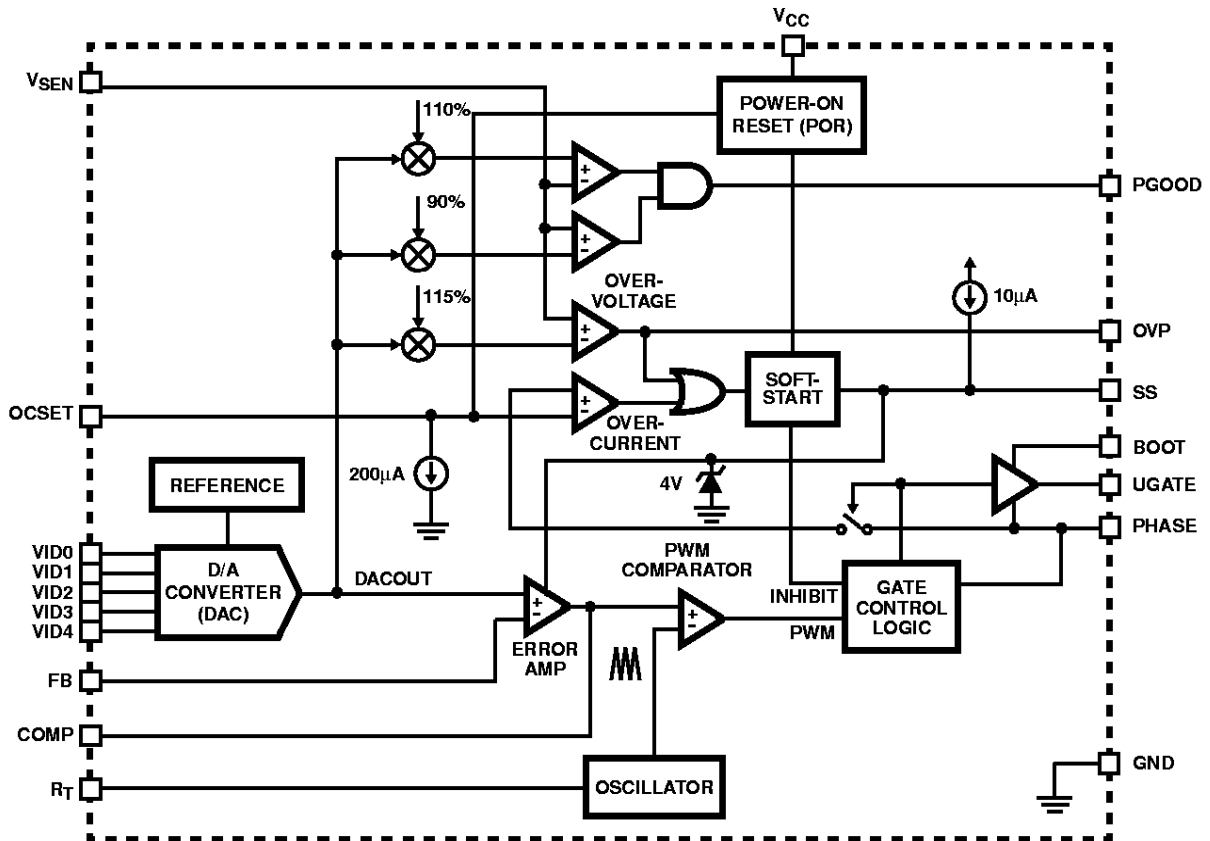 VCC
VSEN
POWER-ON
RESET (POR)
110%
+
-
PGOOD
90%
+
-
OVER-
VOLTAGE
115%
+
-
10μA
OVP
SOFT-
START
SS
OCSET
+
-
OVER-
CURRENT
BOOT
200μA
4V
UGATE
REFERENCE
PHASE
VID0
VID1
VID2
VID3
VID4
D/A
CONVERTER
(DAC)
DACOUT
+
-
ERROR
AMP
PWM
COMPARATOR
+
-
INHIBIT
PWM
GATE
CONTROL
LOGIC
FB
COMP
RT
OSCILLATOR
GND